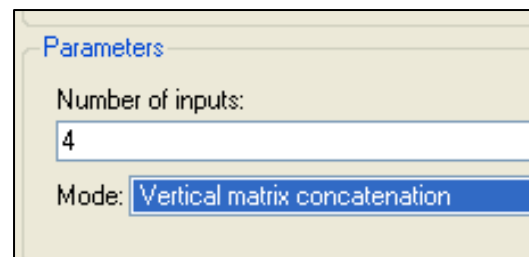 Parameters
Number of inputs:
4
Mode: Vertical matrix concatenation